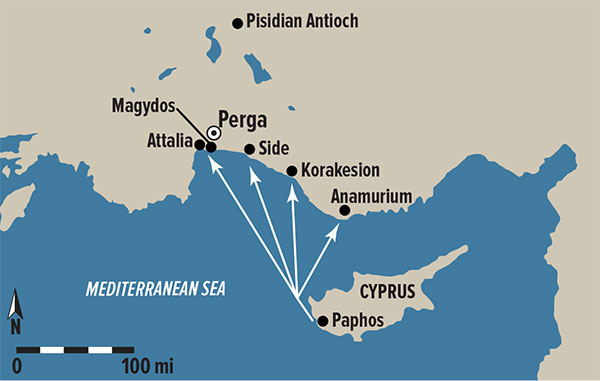 Pisidian Antioch
Magydos
Perga
Attalia
Side
Korakesion
Anamurium
MEDITERRANEAN SEA
CYPRUS
Paphos
N
0 100 mi